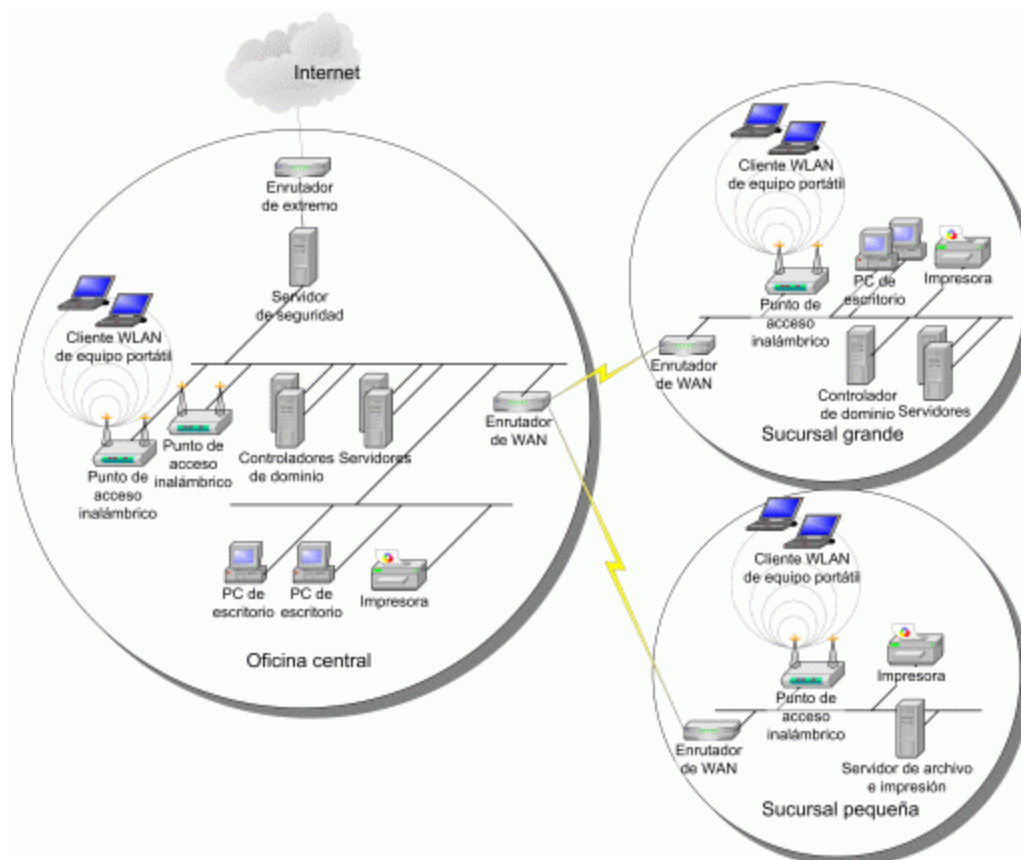 Internet
Enrutador
de extremo
Servidor
de seguridad
Cliente WLAN
de equipo portátil
Punto de
acceso
inalámbrico
Punto de
acceso
inalámbrico
Controladores
de dominio
Servidores
Enrutador
de WAN
PC de
escritorio
PC de
escritorio
Impresora
Oficina central
Cliente WLAN
de equipo portátil
Punto de
acceso
inalámbrico
PC de
escritorio
Impresora
Enrutador
de WAN
Controlador
de dominio
Servidores
Sucursal grande
Cliente WLAN
de equipo portátil
Punto de
acceso
inalámbrico
Impresora
Enrutador
de WAN
Servidor de archivo
e impresión
Sucursal pequeña